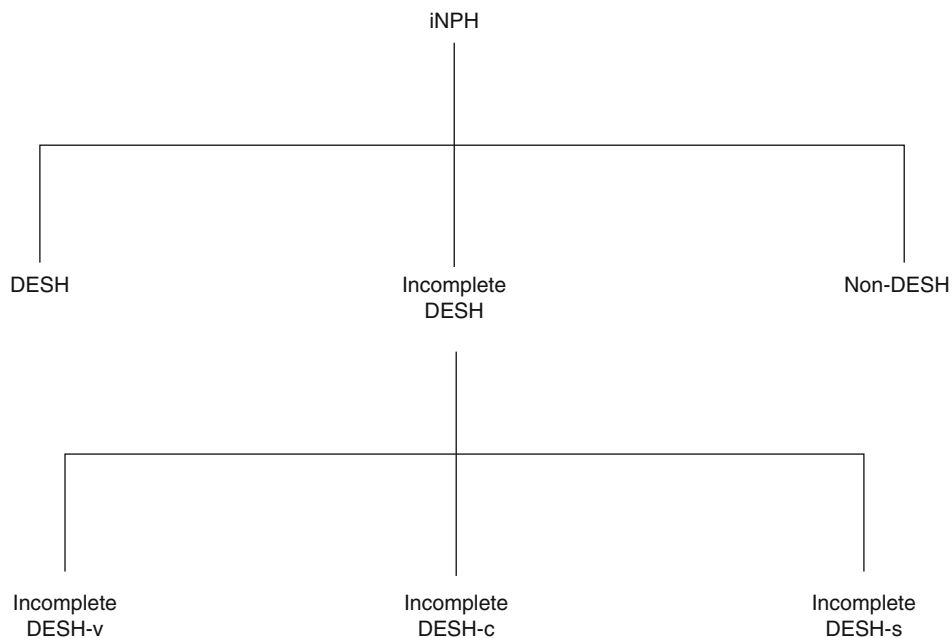 iNPH
DESH
Incomplete
DESH
Non-DESH
Incomplete
DESH-v
Incomplete
DESH-c
Incomplete
DESH-s